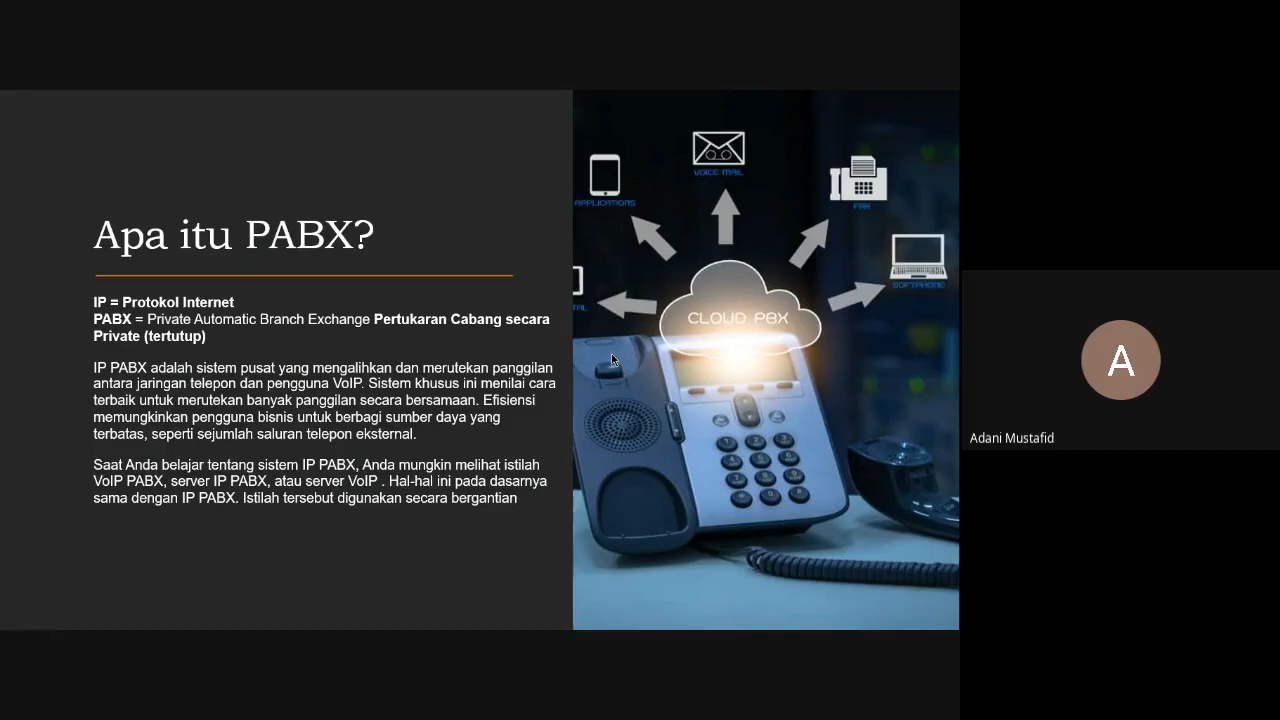 Apa itu PABX?
IP = Protokol Internet
PABX = Private Automatic Branch Exchange Pertukaran Cabang secara
Private (tertutup)
IP PABX adalah sistem pusat yang mengalihkan dan merutekan panggilan
antara jaringan telepon dan pengguna VoIP. Sistem khusus ini menilai cara
terbaik untuk merutekan banyak panggilan secara bersamaan. Efisiensi
memungkinkan pengguna bisnis untuk berbagi sumber daya yang
terbatas, seperti sejumlah saluran telepon eksternal.
Saat Anda belajar tentang sistem IP PABX, Anda mungkin melihat istilah
VoIP PABX, server IP PABX, atau server VoIP . Hal-hal ini pada dasarnya
sama dengan IP PABX. Istilah tersebut digunakan secara bergantian
VOICE MAIL
APPLICATIONS
FAX
SOFTPHONE
CLOUD PBX
A
Adani Mustafid